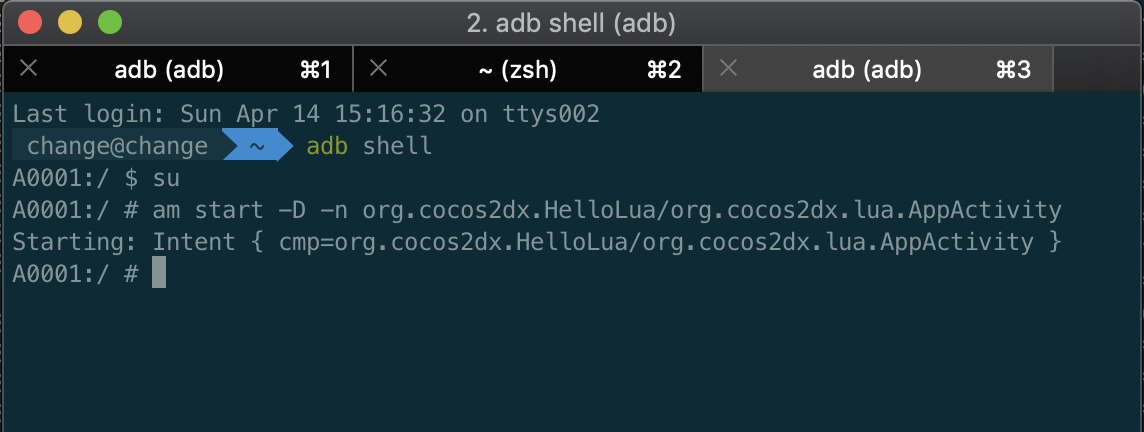 2. adb shell (adb)
adb (adb) ⌘1 ~ (zsh) ⌘2 adb (adb) ⌘3
Last login: Sun Apr 14 15:16:32 on ttys002
change@change ~ adb shell
A0001:/ $ su
A0001:/ # am start -D -n org.cocos2dx.HelloLua/org.cocos2dx.lua.AppActivity
Starting: Intent { cmp=org.cocos2dx.HelloLua/org.cocos2dx.lua.AppActivity }
A0001:/ #